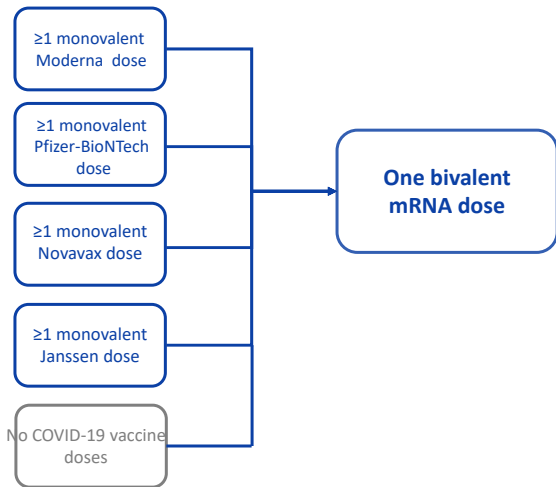 ≥1 monovalent
Moderna dose
≥1 monovalent
Pfizer-BioNTech
dose
≥1 monovalent
Novavax dose
≥1 monovalent
Janssen dose
No COVID-19 vaccine
doses
One bivalent
mRNA dose